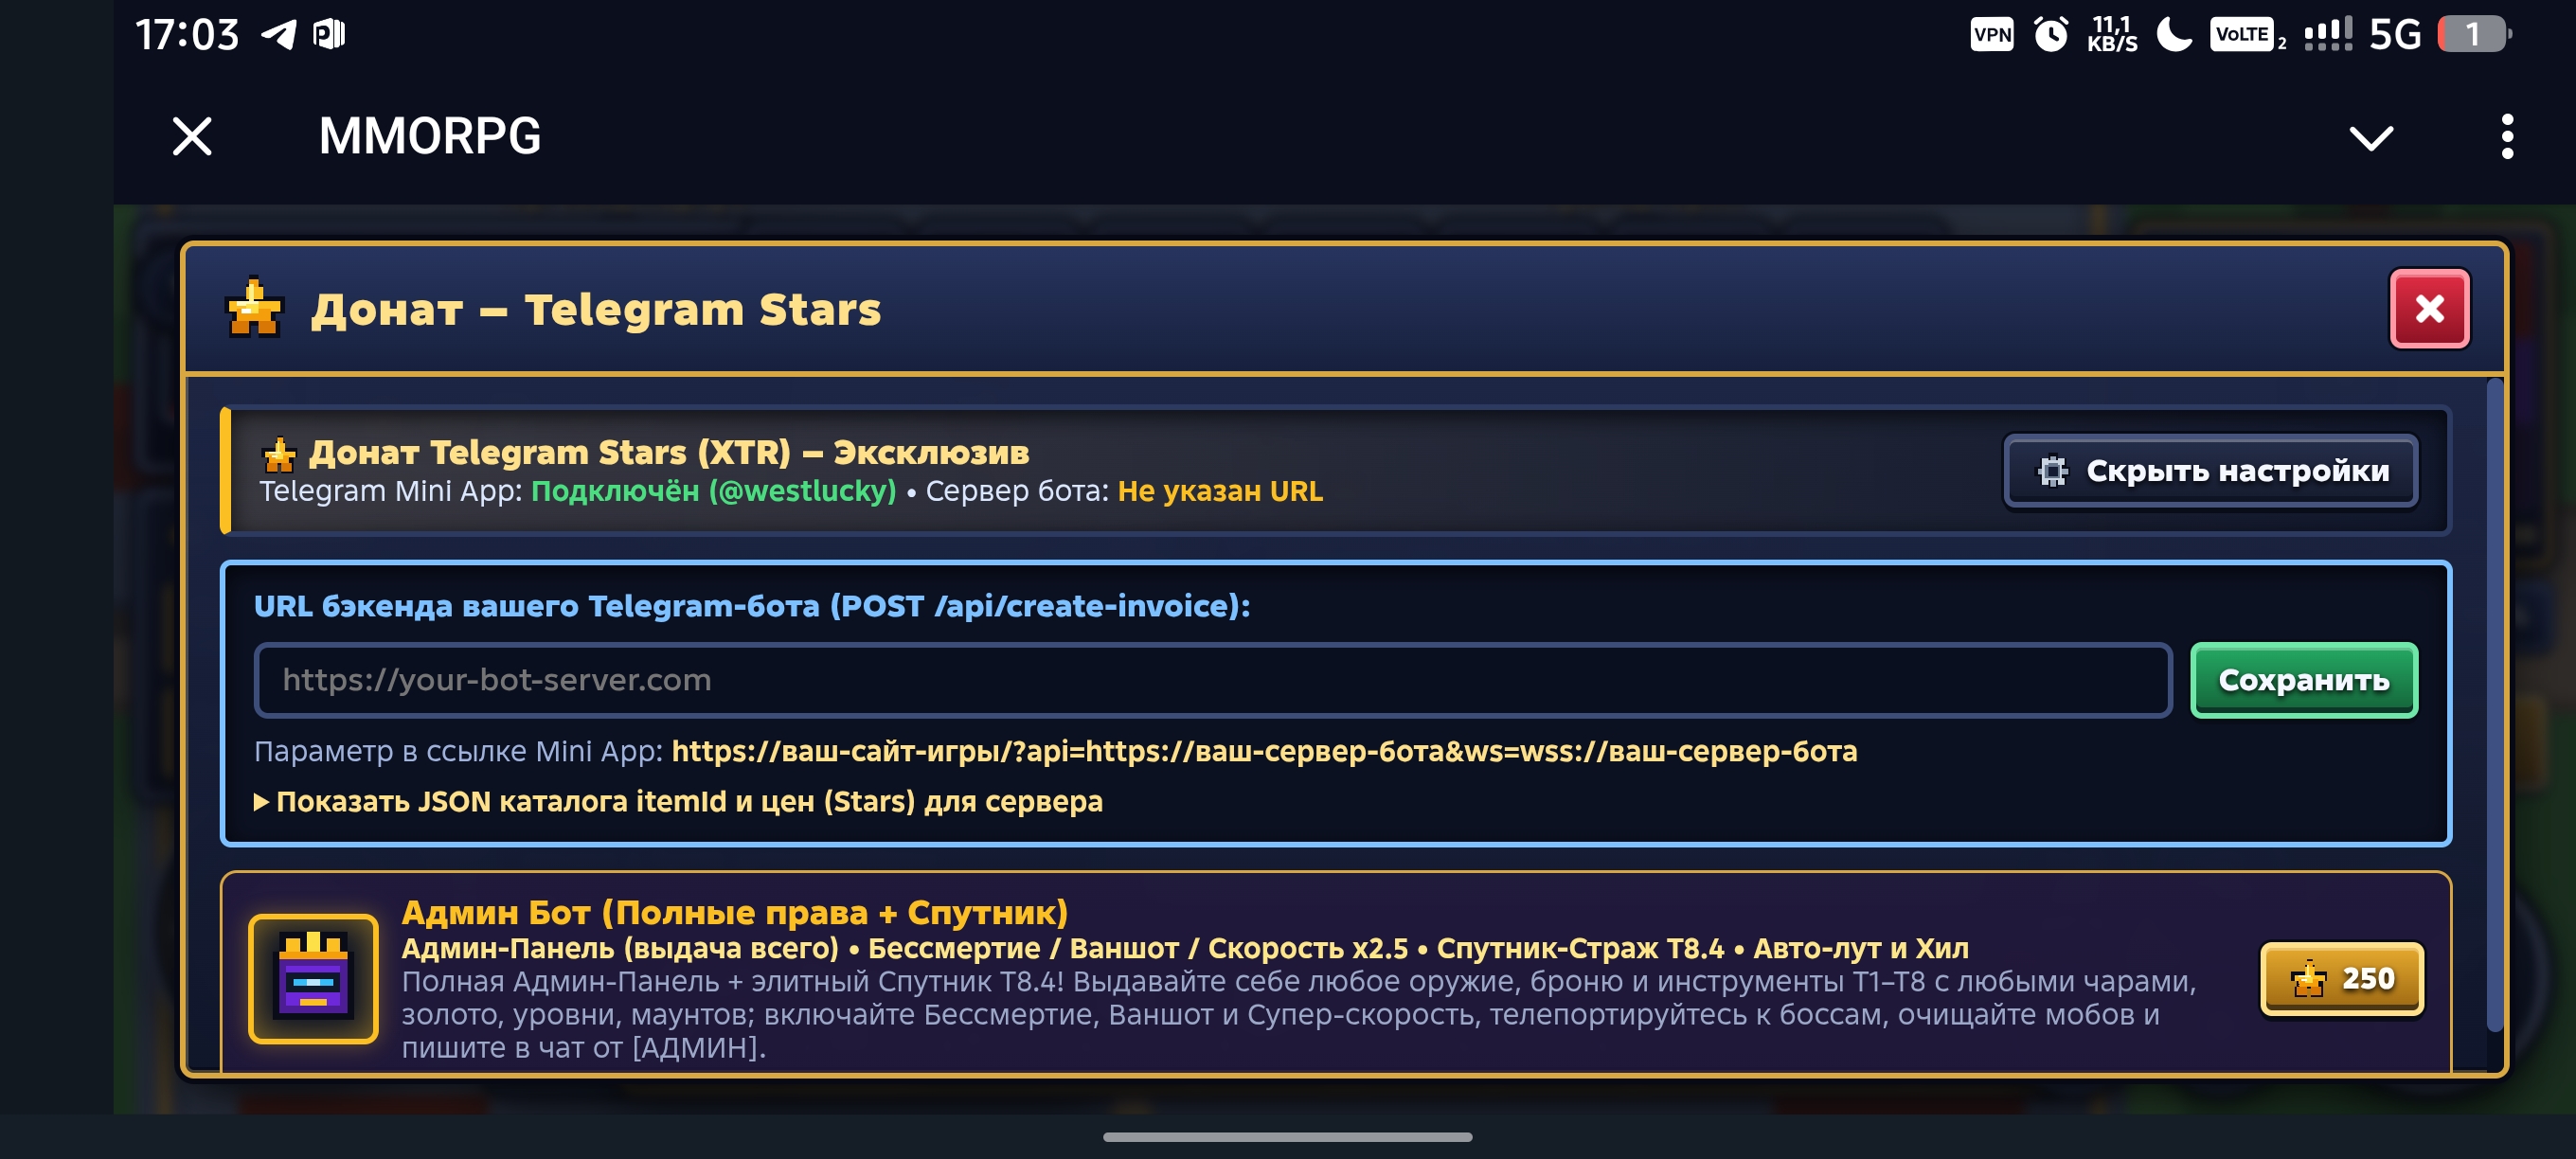 17:03
VPN
11,1 KB/S
VoLTE 2
5G
1
MMORPG
Донат – Telegram Stars
Донат Telegram Stars (XTR) – Эксклюзив
Telegram Mini App: Подключён (@westlucky) • Сервер бота: Не указан URL
Скрыть настройки
URL бэкенда вашего Telegram-бота (POST /api/create-invoice):
https://your-bot-server.com
Сохранить
Параметр в ссылке Mini App: https://ваш-сайт-игры/?api=https://ваш-сервер-бота&ws=wss://ваш-сервер-бота
Показать JSON каталога itemId и цен (Stars) для сервера
Админ Бот (Полные права + Спутник)
Админ-Панель (выдача всего) • Бессмертие / Ваншот / Скорость x2.5 • Спутник-Страж T8.4 • Авто-лут и Хил
Полная Админ-Панель + элитный Спутник T8.4! Выдавайте себе любое оружие, броню и инструменты T1–T8 с любыми чарами,
золото, уровни, маунтов; включайте Бессмертие, Ваншот и Супер-скорость, телепортируйтесь к боссам, очищайте мобов и
пишите в чат от [АДМИН].
250